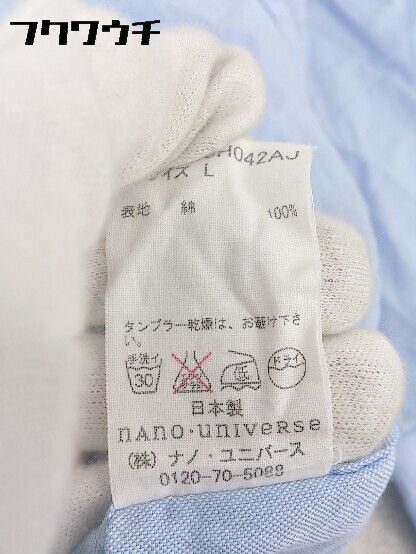 フクワウチ
H042AJ
イズ L
表地 綿 100%
タンブラー乾燥は、お避け下さ
い。
手洗イ 30 低 ドライ
日本製
nano・universe
(株) ナノ・ユニバース
0120-70-5088